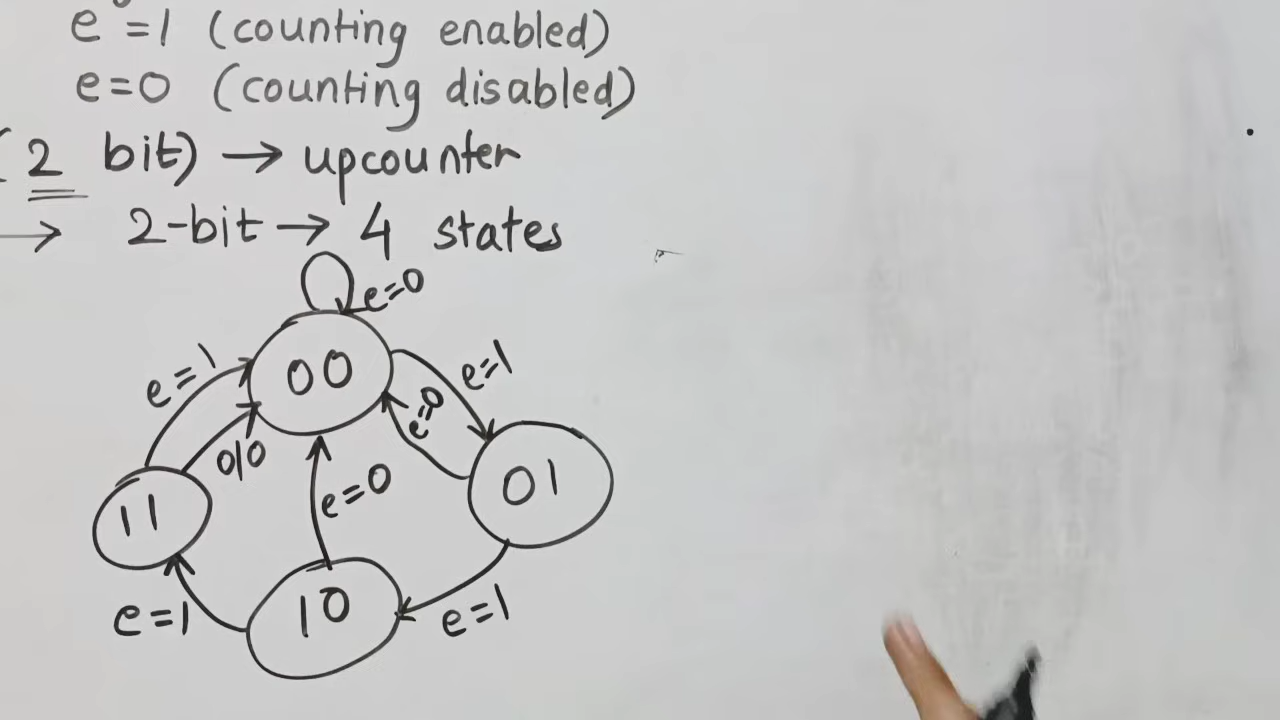 e=1 (counting enabled)
e=0 (counting disabled)
(2 bit) → upcounter
→ 2-bit → 4 states
e=0
00
e=1
e=1
e=0
0/0
11
e=0
01
10
e=1
e=1